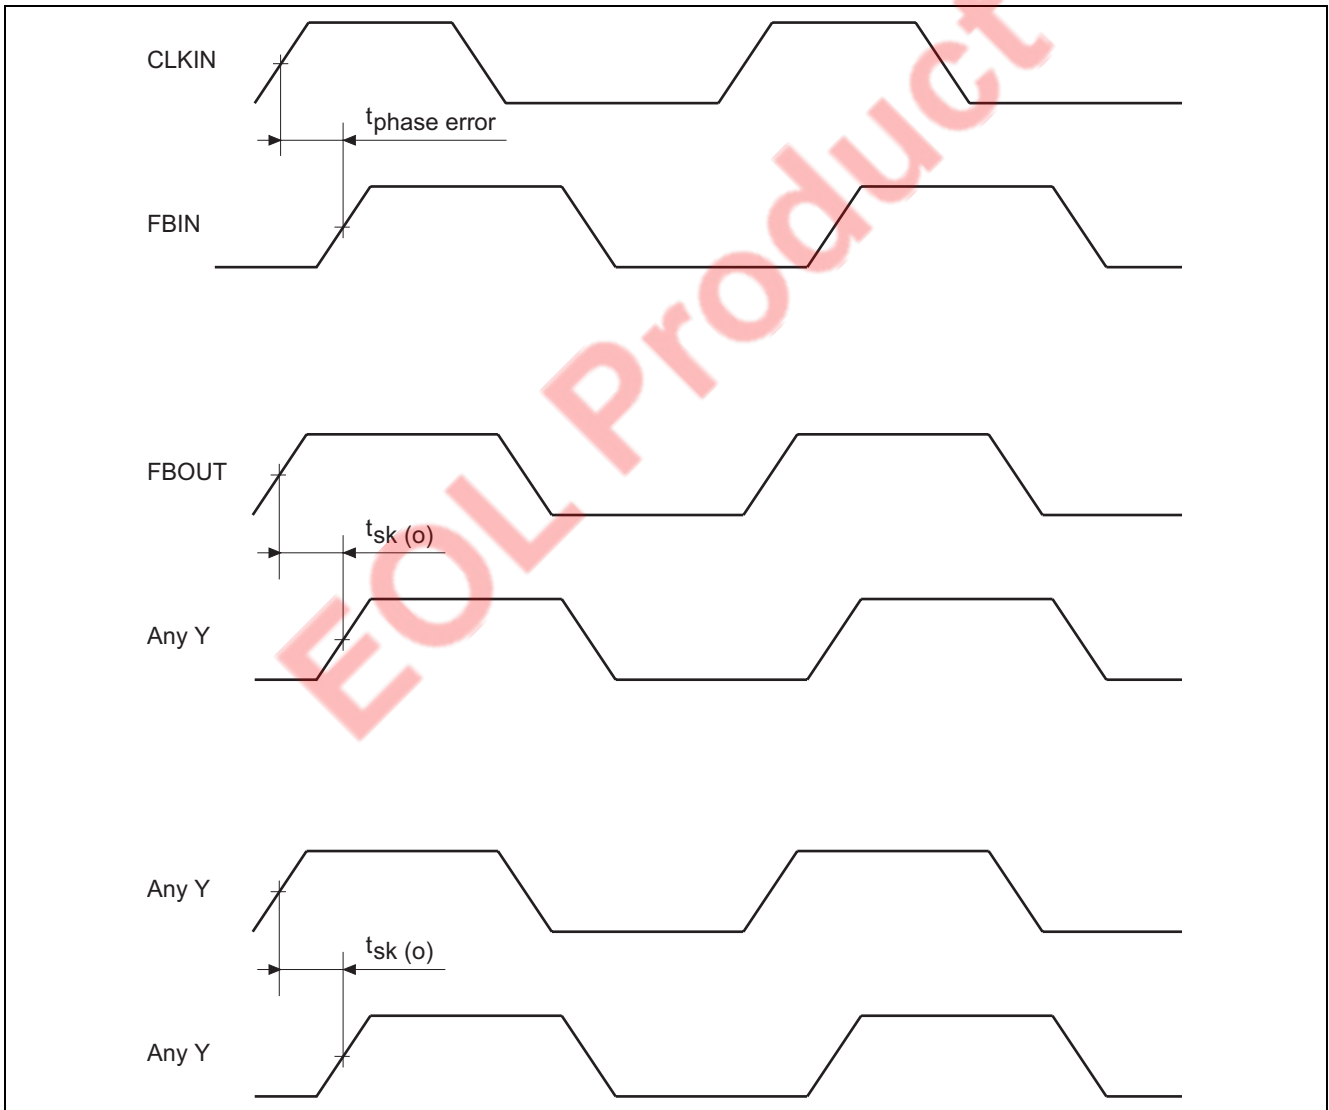 CLKIN
tphase error
FBIN
FBOUT
tsk (o)
Any Y
Any Y
tsk (o)
Any Y
EOL Product